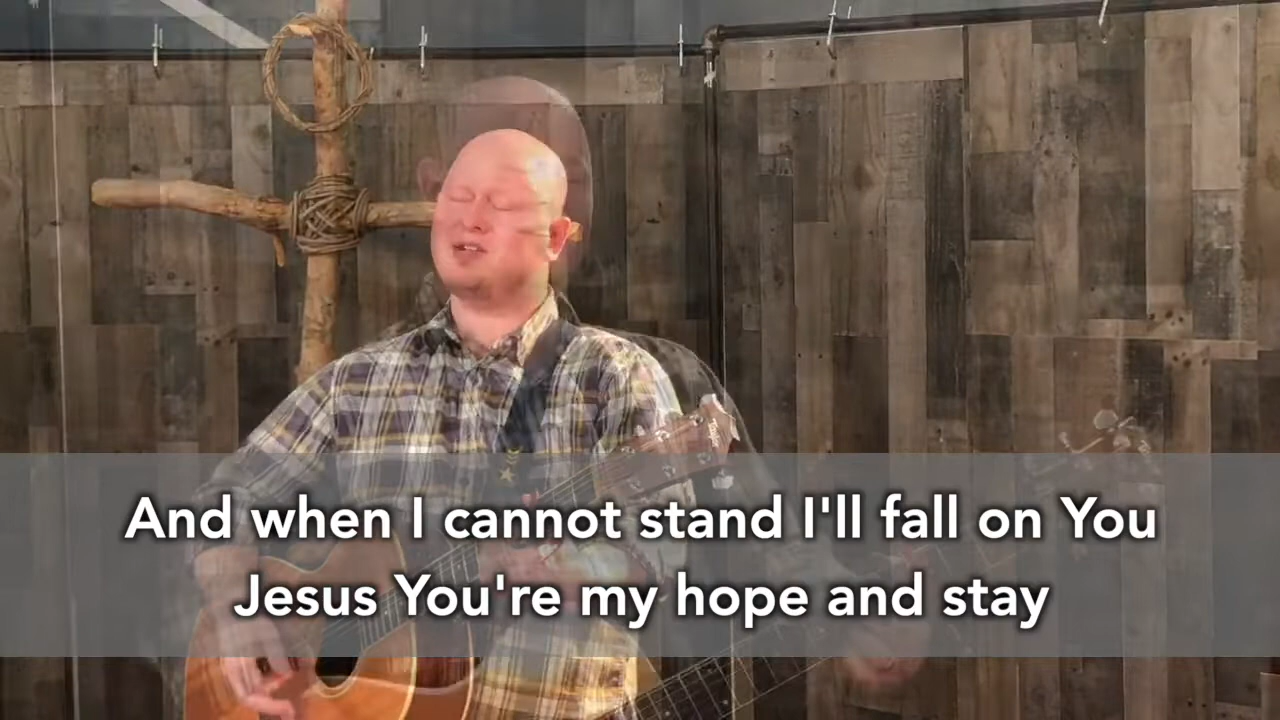 And when I cannot stand I'll fall on You
Jesus You're my hope and stay